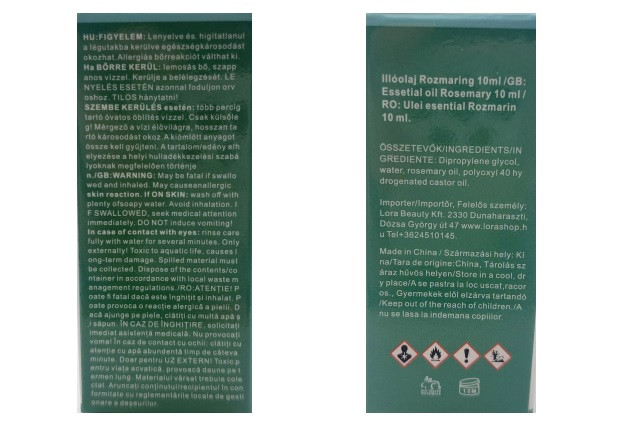 HU:FIGYELEM: Lenyelve és. higítatlanul
a légutakba kerülve egészségkárosodást
okozhat.Allergiás bőrreakciót válthat ki.
Ha BŐRRE KERÜL: lemosás bő, szapp
anos vízzel. Kerülje a belélegzését. LE
NYELÉS ESETÉN azonnal f́oduljon orv
oshoz. TILOS hánytatni!
SZEMBE KERÜLÉS esetén: több percig
tartó óvatos öblítés vízzel. Csak külsőle
g! Mérgező a vízi élővilágra, hosszan ta
rtó károsodást okoz.A kiömlött anyagot
össze kell gyűjteni. A tartalom/edény elh
elyezése a helyi hulladékkezelési szabá
lyoknak megfelelően történje
n./GB:WARNING: May be fatal if swallo
wed and inhaled. May causeanallergic
skin reaction. If ON SKIN: wash off with
plenty ofsoapy water. Avoid inhalation. I
F SWALLOWED, seek medical attention
immediately. DO NOT induce vomiting!
In case of contact with eyes: rinse care
fully with water for several minutes. Only
externally! Toxic to aquatic life, causes l
ong-term damage. Spilled material must
be collected. Dispose of the contents/co
ntainer in accordance with local waste m
anagement regulations./RO:ATENȚIE! P
oate fi fatal dacă este înghițit și inhalat. P
oate provoca o reacție alergică a pielii. D
acă ajunge pe piele, clătiți cu multă apă ș
i săpun. ÎN CAZ DE ÎNGHIȚIRE, solicitați
imediat asistență medicală. Nu provocați
voma! În caz de contact cu ochii: clătiți cu
atenție cu apă abundentă timp de câteva
minute. Doar pentru UZ EXTERN! Toxic p
entru viața acvatică, provoacă daune pe t
ermen lung. Materialul vărsat trebuie cole
ctat. Aruncați conținutul/recipientul în con
formitate cu reglementările locale de gesti
onare a deșeurilor.
Illóolaj Rozmaring 10ml /GB:
Essetial oil Rosemary 10 ml /
RO: Ulei esential Rozmarin
10 ml.
ÖSSZETEVŐK/INGREDIENTS/IN
GREDIENTE: Dipropylene glycol,
water, rosemary oil, polyoxyl 40 hy
drogenated castor oil.
Importer/Importőr, Felelős személy:
Lora Beauty Kft. 2330 Dunaharaszti,
Dózsa György út 47 www.lorashop.h
u Tel+3624510145.
Made in China / Származási hely: Kí
na/Tara de origine:China, Tárolás sz
áraz hűvös helyen/Store in a cool, dr
y place/A se pastra la loc uscat,racor
os., Gyermekek elől elzárva tartandó
/Keep out of the reach of children./A
nu se lasa la indemana copiilor.